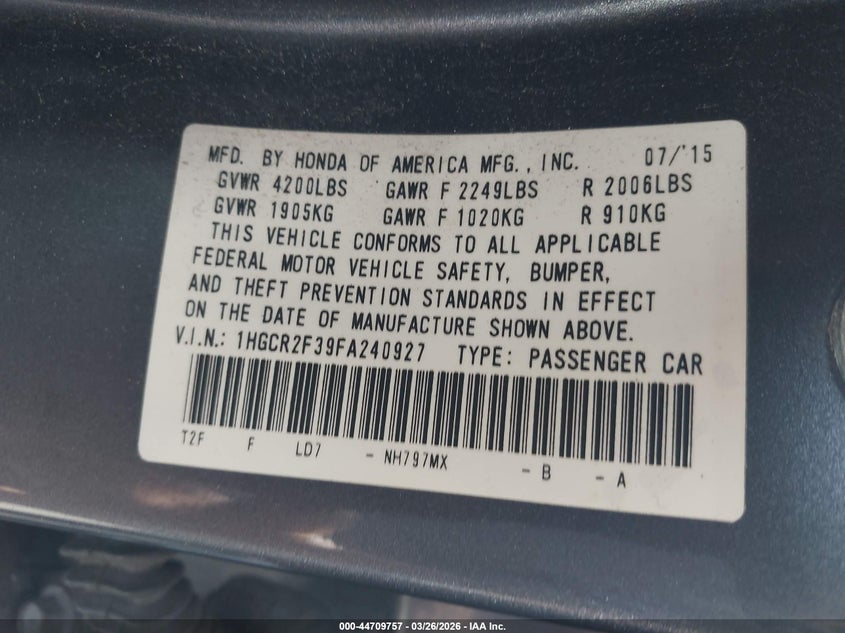 MFD. BY HONDA OF AMERICA MFG., INC. 07/'15
GVWR 4200LBS GAWR F 2249LBS R 2006LBS
GVWR 1905KG GAWR F 1020KG R 910KG
THIS VEHICLE CONFORMS TO ALL APPLICABLE
FEDERAL MOTOR VEHICLE SAFETY, BUMPER,
AND THEFT PREVENTION STANDARDS IN EFFECT
ON THE DATE OF MANUFACTURE SHOWN ABOVE.
V.I.N.: 1HGCR2F39FA240927 TYPE: PASSENGER CAR
T2F F LD7 - NH797MX - B - A
000-44709757 - 03/26/2026 - IAA Inc.